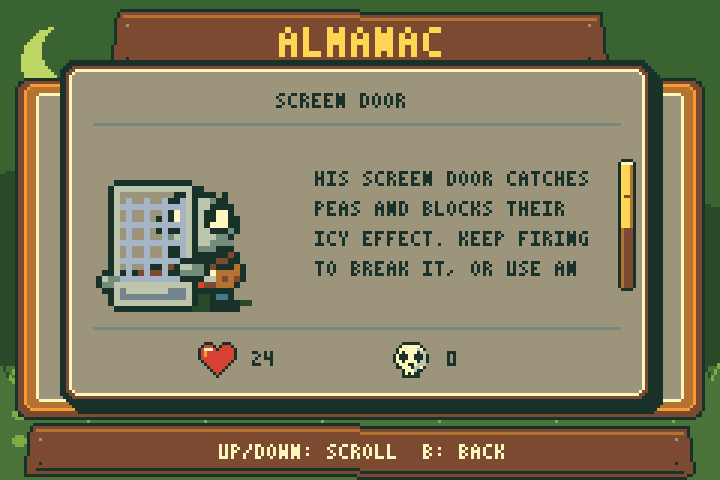 ALMANAC
SCREEN DOOR
HIS SCREEN DOOR CATCHES
PEAS AND BLOCKS THEIR
ICY EFFECT. KEEP FIRING
TO BREAK IT, OR USE AN
24
0
UP/DOWN: SCROLL B: BACK